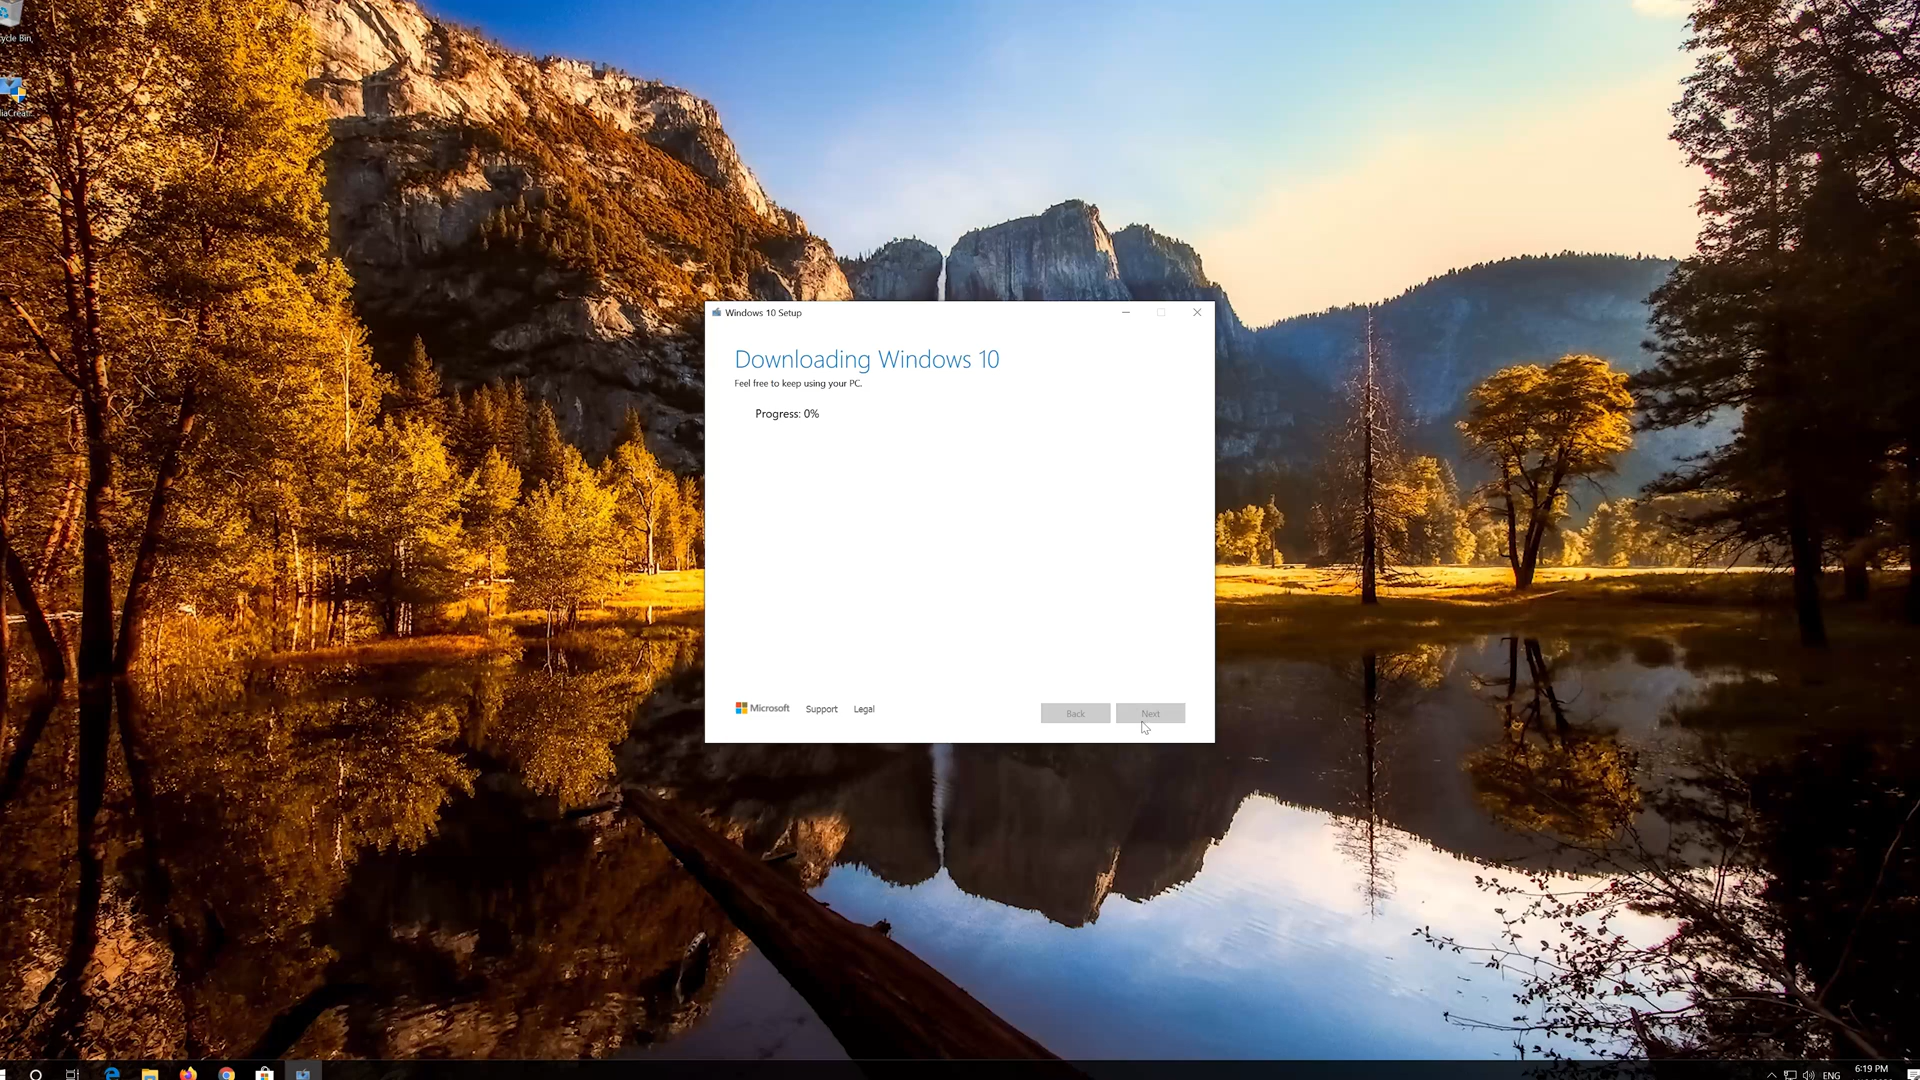 Windows 10 Setup
Downloading Windows 10
Feel free to keep using your PC.
Progress: 0%
Microsoft
Support
Legal
Back
Next
ENG
6:19 PM